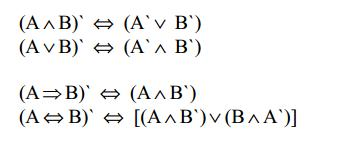 (A∧B)` ⇔ (A`∨ B`)
(A∨B)` ⇔ (A`∧ B`)
(A⇒B)` ⇔ (A∧B`)
(A⇔B)` ⇔ [(A∧B`)∨(B∧A`)]